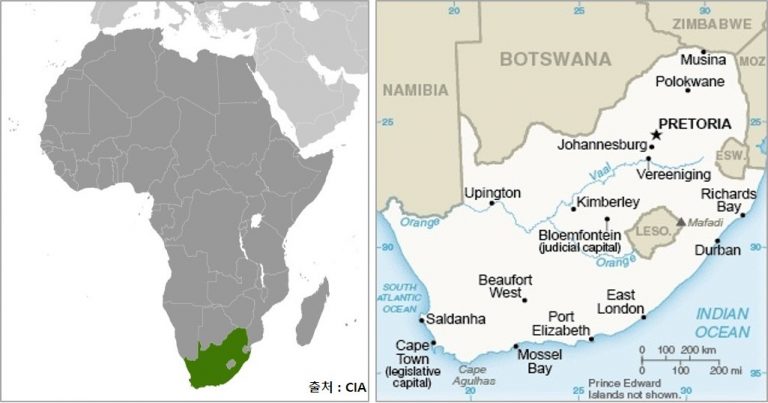 출처 : CIA
20
25
30
ZIMBABWE
BOTSWANA
Musina
MOZ
NAMIBIA
Polokwane
25
PRETORIA
Johannesburg
ESW.
Vaal
Vereeniging
Upington
Kimberley
Richards
Bay
Orange
Bloemfontein
(judicial capital)
LESO.
Mafadi
30
Orange
Durban
SOUTH
ATLANTIC
OCEAN
Beaufort
West
East
London
INDIAN
OCEAN
Saldanha
Port
Elizabeth
Cape
Town
(legislative
capital)
Mossel
Bay
Cape
Agulhas
0 100 200 km
0 100 200 mi
Prince Edward
Islands not shown.
20
25
30